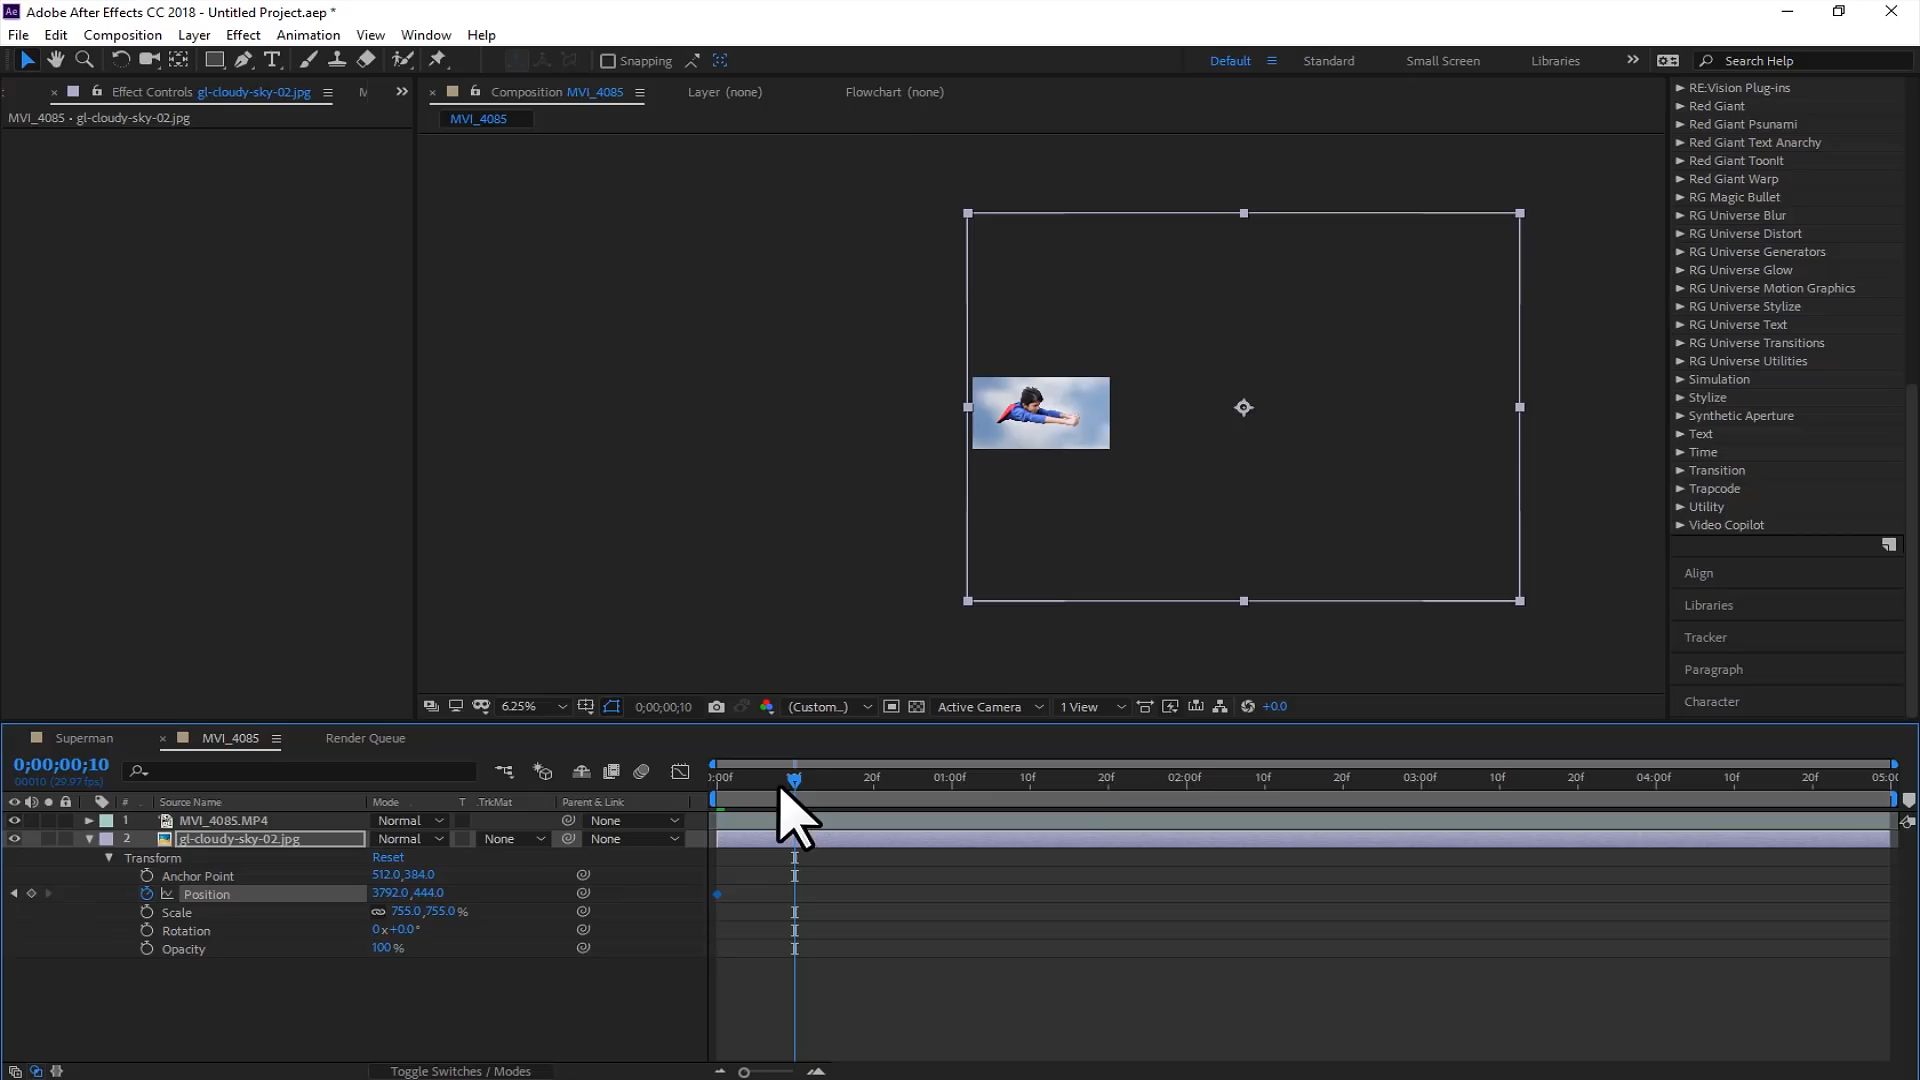 Ae Adobe After Effects CC 2018 - Untitled Project.aep *
File Edit Composition Layer Effect Animation View Window Help
Snapping Default Standard Small Screen Libraries Search Help
Effect Controls gl-cloudy-sky-02.jpg
Composition MVI_4085 Layer (none) Flowchart (none)
MVI_4085 • gl-cloudy-sky-02.jpg
MVI_4085
RE:Vision Plug-ins
Red Giant
Red Giant Psunami
Red Giant Text Anarchy
Red Giant ToonIt
Red Giant Warp
RG Magic Bullet
RG Universe Blur
RG Universe Distort
RG Universe Generators
RG Universe Glow
RG Universe Motion Graphics
RG Universe Stylize
RG Universe Text
RG Universe Transitions
RG Universe Utilities
Simulation
Stylize
Synthetic Aperture
Text
Time
Transition
Trapcode
Utility
Video Copilot
Align
Libraries
Tracker
Paragraph
Character
6.25% 0;00;00;10 (Custom...) Active Camera 1 View +0.0
Superman MVI_4085 Render Queue
0;00;00;10
00010 (29.97 fps)
):00f 20f 01:00f 10f 20f 02:00f 10f 20f 03:00f 10f 20f 04:00f 10f 20f 05:00
# Source Name Mode T .TrkMat Parent & Link
1 MVI_4085.MP4 Normal None
2 gl-cloudy-sky-02.jpg Normal None None
Transform Reset
Anchor Point 512.0,384.0
Position 3792.0,444.0
Scale 755.0,755.0 %
Rotation 0x+0.0°
Opacity 100 %
Toggle Switches / Modes